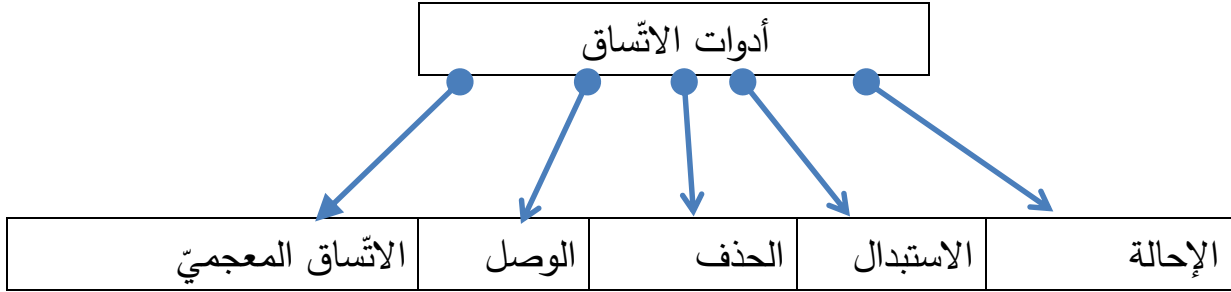 أدوات الاتّساق
الإحالة
الاستبدال
الحذف
الوصل
الاتّساق المعجميّ